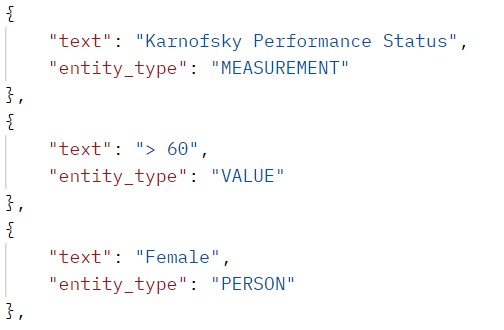 {
    "text": "Karnofsky Performance Status",
    "entity_type": "MEASUREMENT"
},
{
    "text": "> 60",
    "entity_type": "VALUE"
},
{
    "text": "Female",
    "entity_type": "PERSON"
},